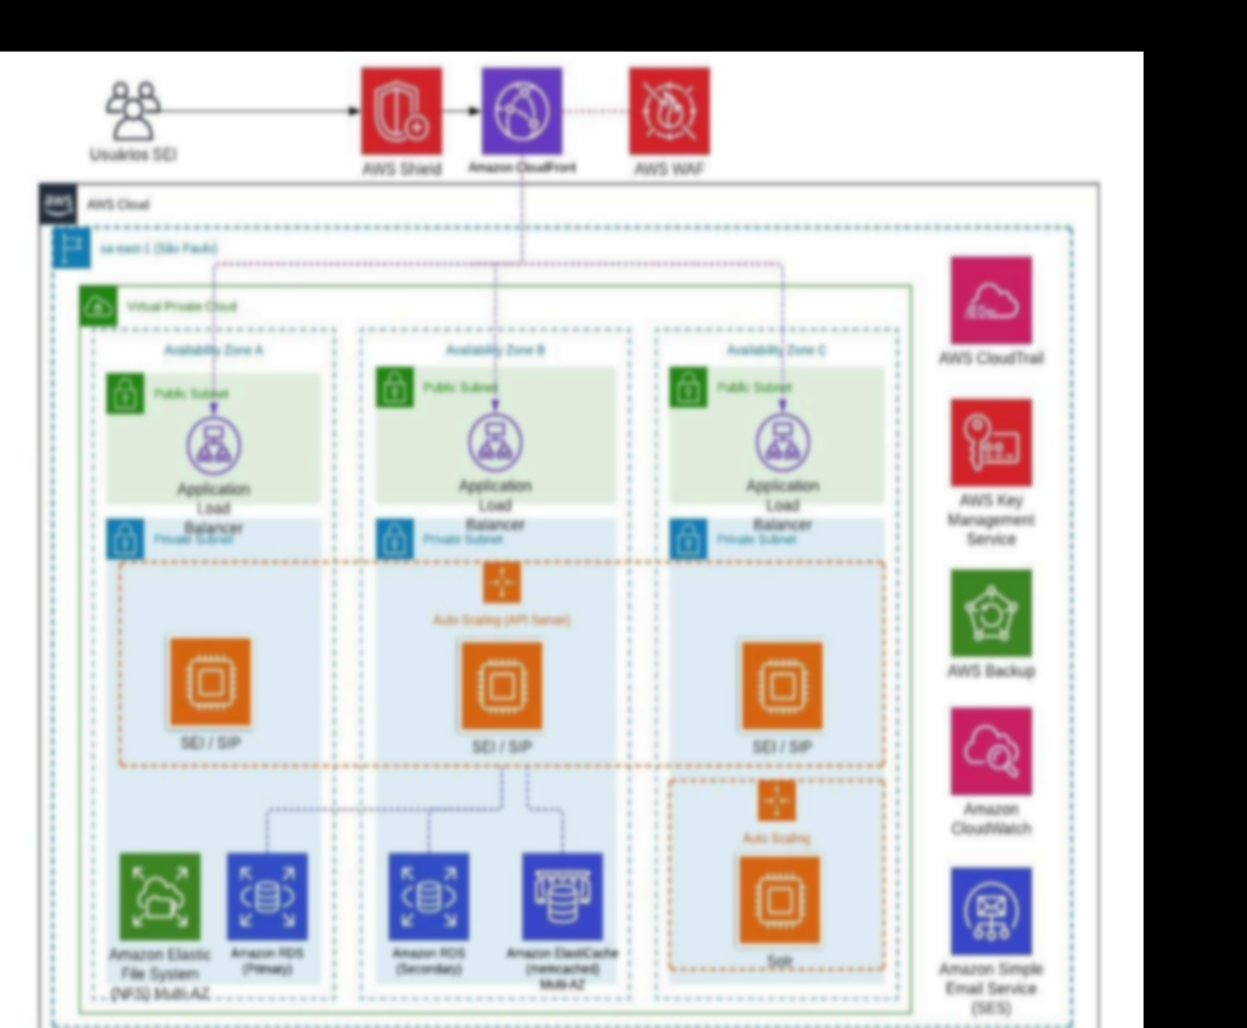 Usuários SEI
AWS Shield
Amazon CloudFront
AWS WAF
aws
AWS Cloud
sa-east-1 (São Paulo)
Virtual Private Cloud
Availability Zone A
Availability Zone B
Availability Zone C
Public Subnet
Public Subnet
Public Subnet
Application
Load
Balancer
Application
Load
Balancer
Application
Load
Balancer
Private Subnet
Private Subnet
Private Subnet
Auto Scaling (API Server)
SEI / SIP
SEI / SIP
SEI / SIP
Auto Scaling
Solr
Amazon Elastic
File System
(NFS) Multi-AZ
Amazon RDS
(Primary)
Amazon RDS
(Secondary)
Amazon ElastiCache
(memcached)
Multi-AZ
AWS CloudTrail
AWS Key
Management
Service
AWS Backup
Amazon
CloudWatch
Amazon Simple
Email Service
(SES)